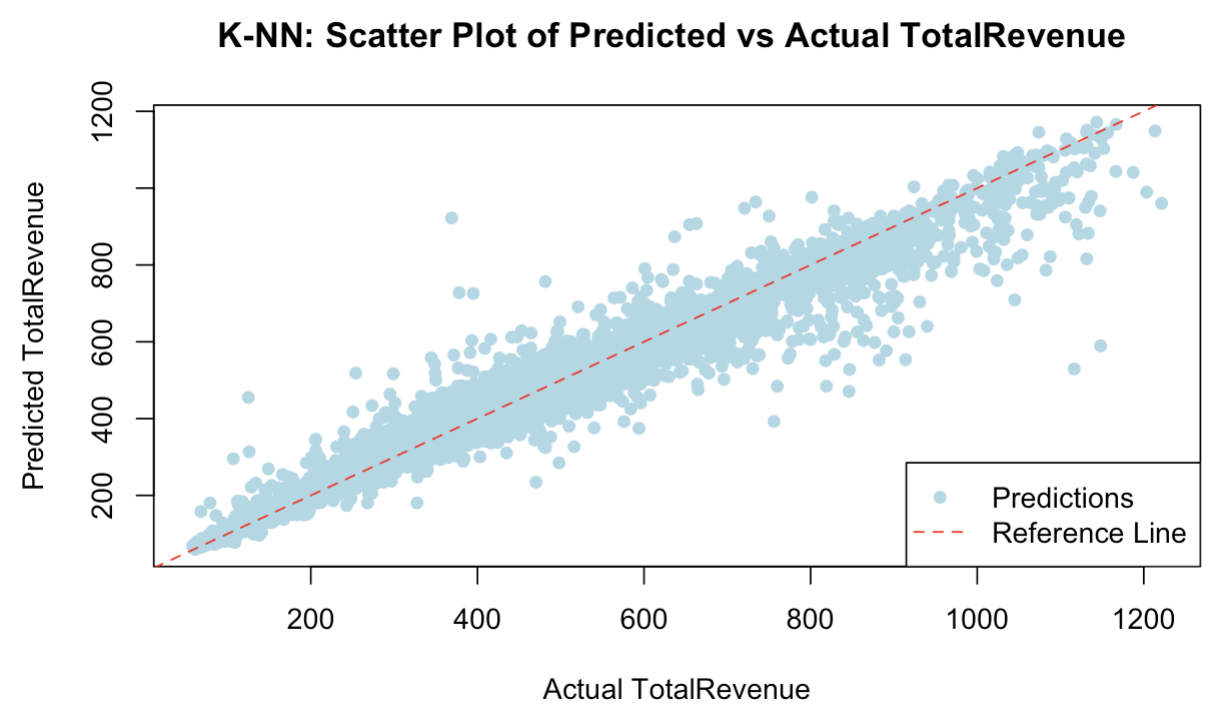 K-NN: Scatter Plot of Predicted vs Actual TotalRevenue
Predicted TotalRevenue
1200
800
600
400
200
Predictions
Reference Line
200 400 600 800 1000 1200
Actual TotalRevenue